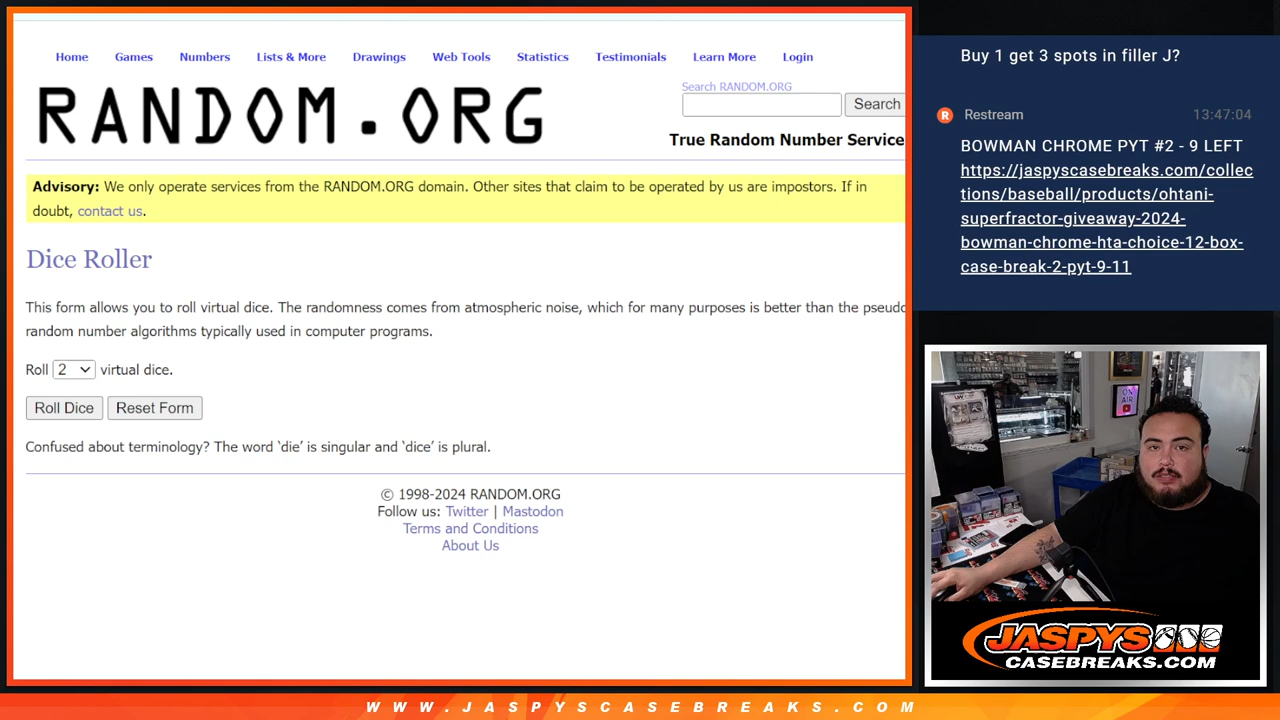 Home Games Numbers Lists & More Drawings Web Tools Statistics Testimonials Learn More Login
RANDOM.ORG
Search RANDOM.ORG
Search
True Random Number Service
Advisory: We only operate services from the RANDOM.ORG domain. Other sites that claim to be operated by us are impostors. If in
doubt, contact us.
Dice Roller
This form allows you to roll virtual dice. The randomness comes from atmospheric noise, which for many purposes is better than the pseudo
random number algorithms typically used in computer programs.
Roll 2 virtual dice.
Roll Dice Reset Form
Confused about terminology? The word ‘die’ is singular and ‘dice’ is plural.
© 1998-2024 RANDOM.ORG
Follow us: Twitter | Mastodon
Terms and Conditions
About Us
Buy 1 get 3 spots in filler J?
R Restream 13:47:04
BOWMAN CHROME PYT #2 - 9 LEFT
https://jaspyscasebreaks.com/collec
tions/baseball/products/ohtani-
superfractor-giveaway-2024-
bowman-chrome-hta-choice-12-box-
case-break-2-pyt-9-11
ON
AIR
JASPYS
CASEBREAKS.COM
WWW.JASPYSCASEBREAKS.COM